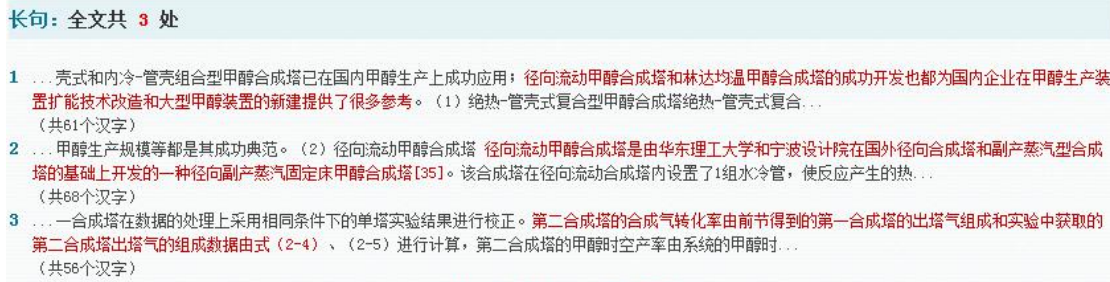 长句：全文共 3 处
1 ...壳式和内冷-管壳组合型甲醇合成塔已在国内甲醇生产上成功应用；径向流动甲醇合成塔和林达均温甲醇合成塔的成功开发也都为国内企业在甲醇生产装
置扩能技术改造和大型甲醇装置的新建提供了很多参考。（1）绝热-管壳式复合型甲醇合成塔绝热-管壳式复合...
（共61个汉字）
2 ...甲醇生产规模等都是其成功典范。（2）径向流动甲醇合成塔 径向流动甲醇合成塔是由华东理工大学和宁波设计院在国外径向合成塔和副产蒸汽型合成
塔的基础上开发的一种径向副产蒸汽固定床甲醇合成塔[35]。该合成塔在径向流动合成塔内设置了1组水冷管，使反应产生的热...
（共68个汉字）
3 ...一合成塔在数据的处理上采用相同条件下的单塔实验结果进行校正。第二合成塔的合成气转化率由前节得到的第一合成塔的出塔气组成和实验中获取的
第二合成塔出塔气的组成数据由式（2-4）、（2-5）进行计算，第二合成塔的甲醇时空产率由系统的甲醇时...
（共56个汉字）